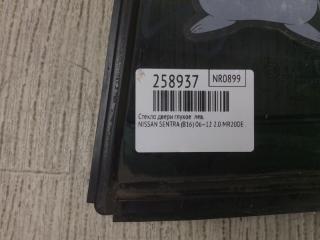 258937
NR0899
Стекло двери глухое лев.
NISSAN SENTRA (B16) 06-12 2.0 MR20DE